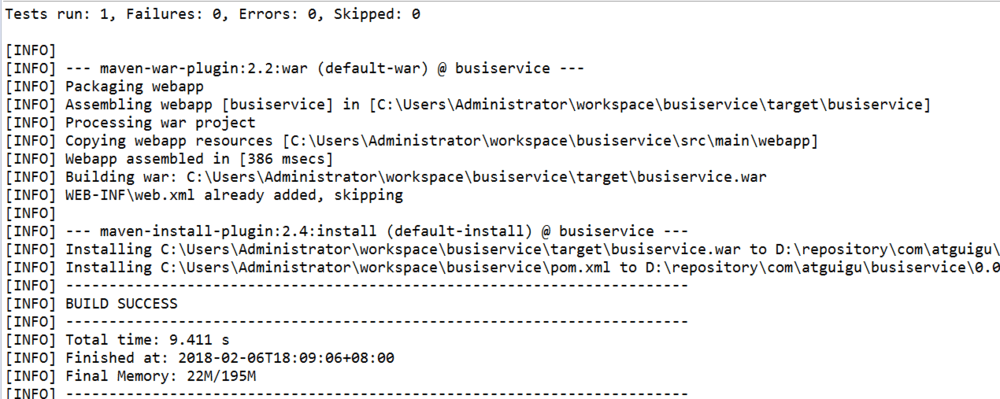 Tests run: 1, Failures: 0, Errors: 0, Skipped: 0
[INFO]
[INFO] --- maven-war-plugin:2.2:war (default-war) @ busiservice ---
[INFO] Packaging webapp
[INFO] Assembling webapp [busiservice] in [C:\Users\Administrator\workspace\busiservice\target\busiservice]
[INFO] Processing war project
[INFO] Copying webapp resources [C:\Users\Administrator\workspace\busiservice\src\main\webapp]
[INFO] Webapp assembled in [386 msecs]
[INFO] Building war: C:\Users\Administrator\workspace\busiservice\target\busiservice.war
[INFO] WEB-INF\web.xml already added, skipping
[INFO]
[INFO] --- maven-install-plugin:2.4:install (default-install) @ busiservice ---
[INFO] Installing C:\Users\Administrator\workspace\busiservice\target\busiservice.war to D:\repository\com\atguigu\
[INFO] Installing C:\Users\Administrator\workspace\busiservice\pom.xml to D:\repository\com\atguigu\busiservice\0.0
[INFO] ------------------------------------------------------------------------
[INFO] BUILD SUCCESS
[INFO] ------------------------------------------------------------------------
[INFO] Total time: 9.411 s
[INFO] Finished at: 2018-02-06T18:09:06+08:00
[INFO] Final Memory: 22M/195M
[INFO] ------------------------------------------------------------------------